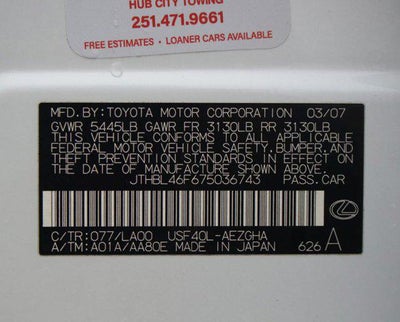 HUB CITY TOWING
251.471.9661
FREE ESTIMATES • LOANER CARS AVAILABLE
MFD.BY: TOYOTA MOTOR CORPORATION 03/07
GVWR 5445LB GAWR FR 3130LB RR 3130LB
THIS VEHICLE CONFORMS TO ALL APPLICABLE
FEDERAL MOTOR VEHICLE SAFETY, BUMPER, AND
THEFT PREVENTION STANDARDS IN EFFECT ON
THE DATE OF MANUFACTURE SHOWN ABOVE.
JTHBL46F675036743 PASS.CAR
C/TR: 077/LA00 USF40L-AEZGHA
A/TM: A01A/AA80E MADE IN JAPAN 626 A